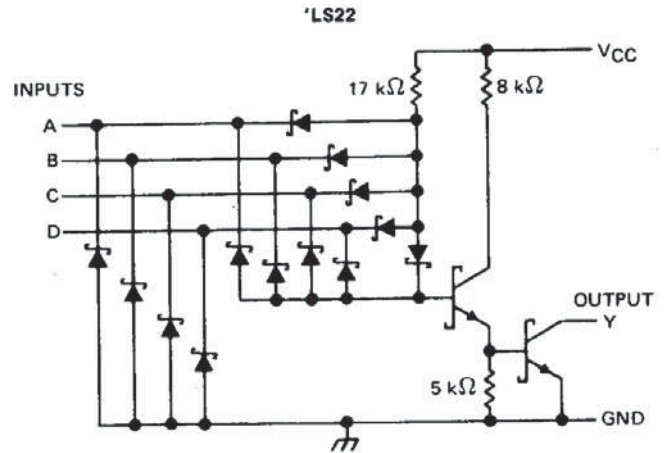 'LS22
VCC
17 kΩ
8 kΩ
INPUTS
A
B
C
D
OUTPUT
Y
5 kΩ
GND